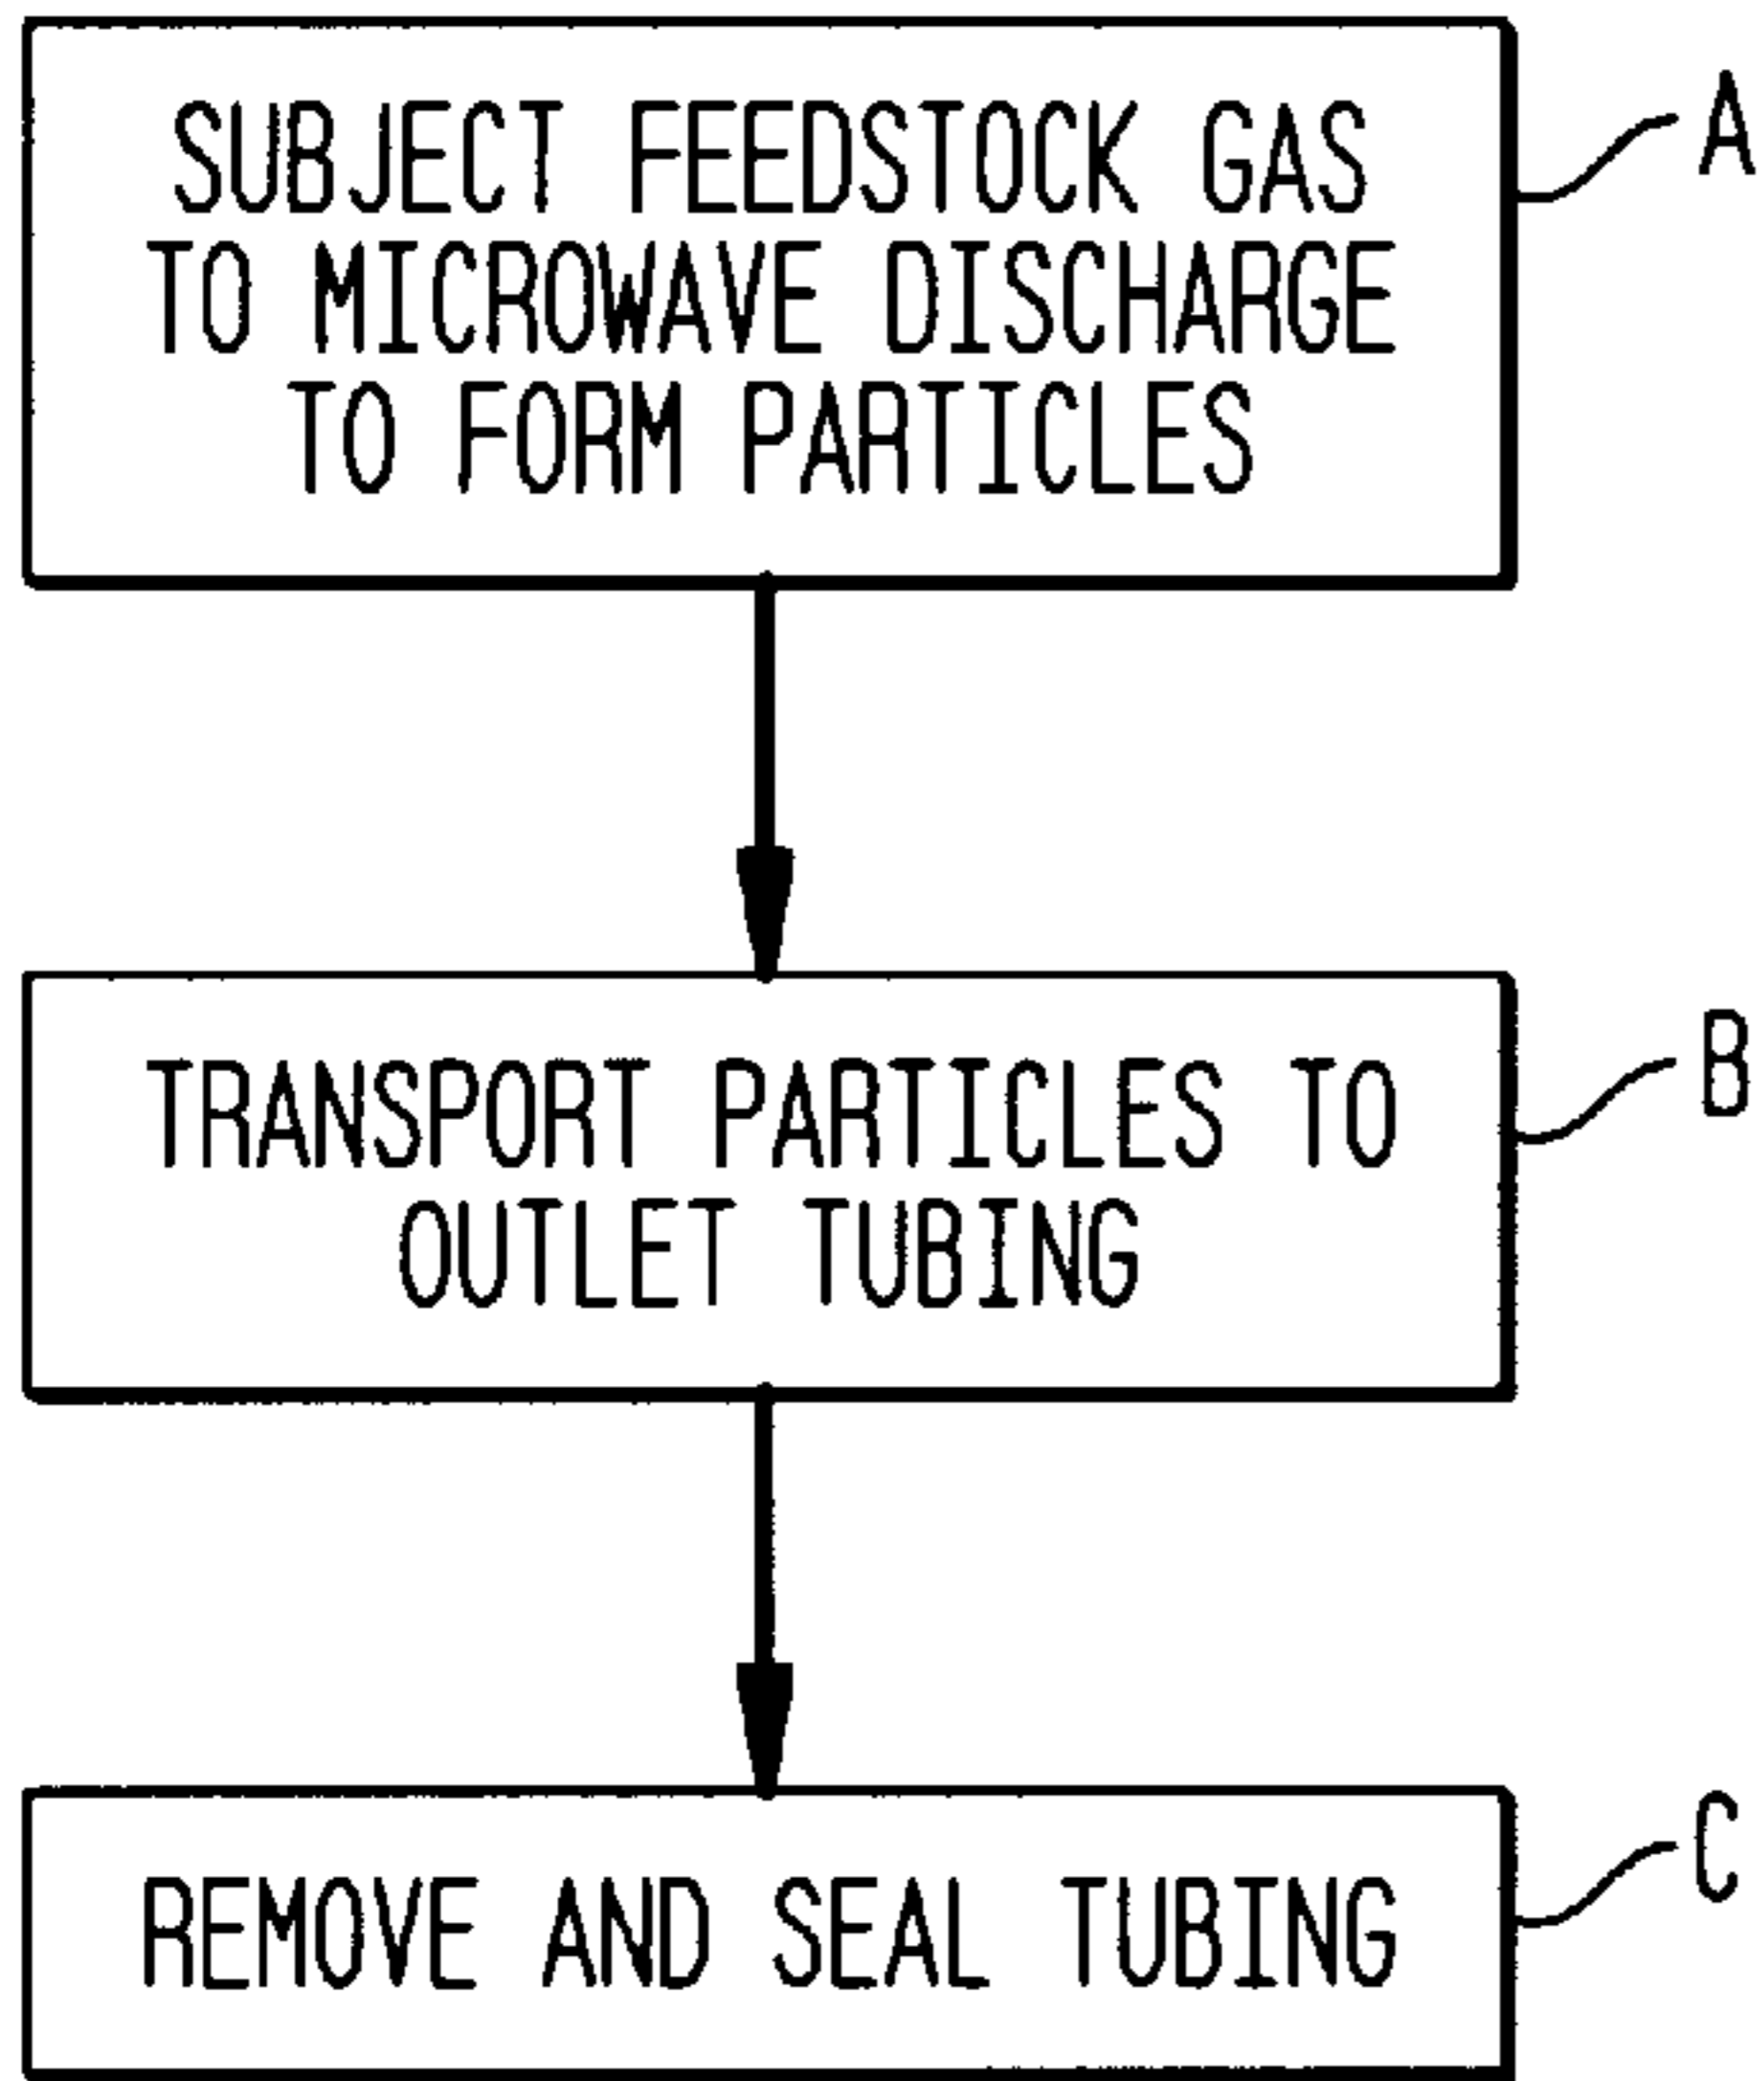 SUBJECT FEEDSTOCK GAS
TO MICROWAVE DISCHARGE
TO FORM PARTICLES
A
TRANSPORT PARTICLES TO
OUTLET TUBING
B
REMOVE AND SEAL TUBING
C